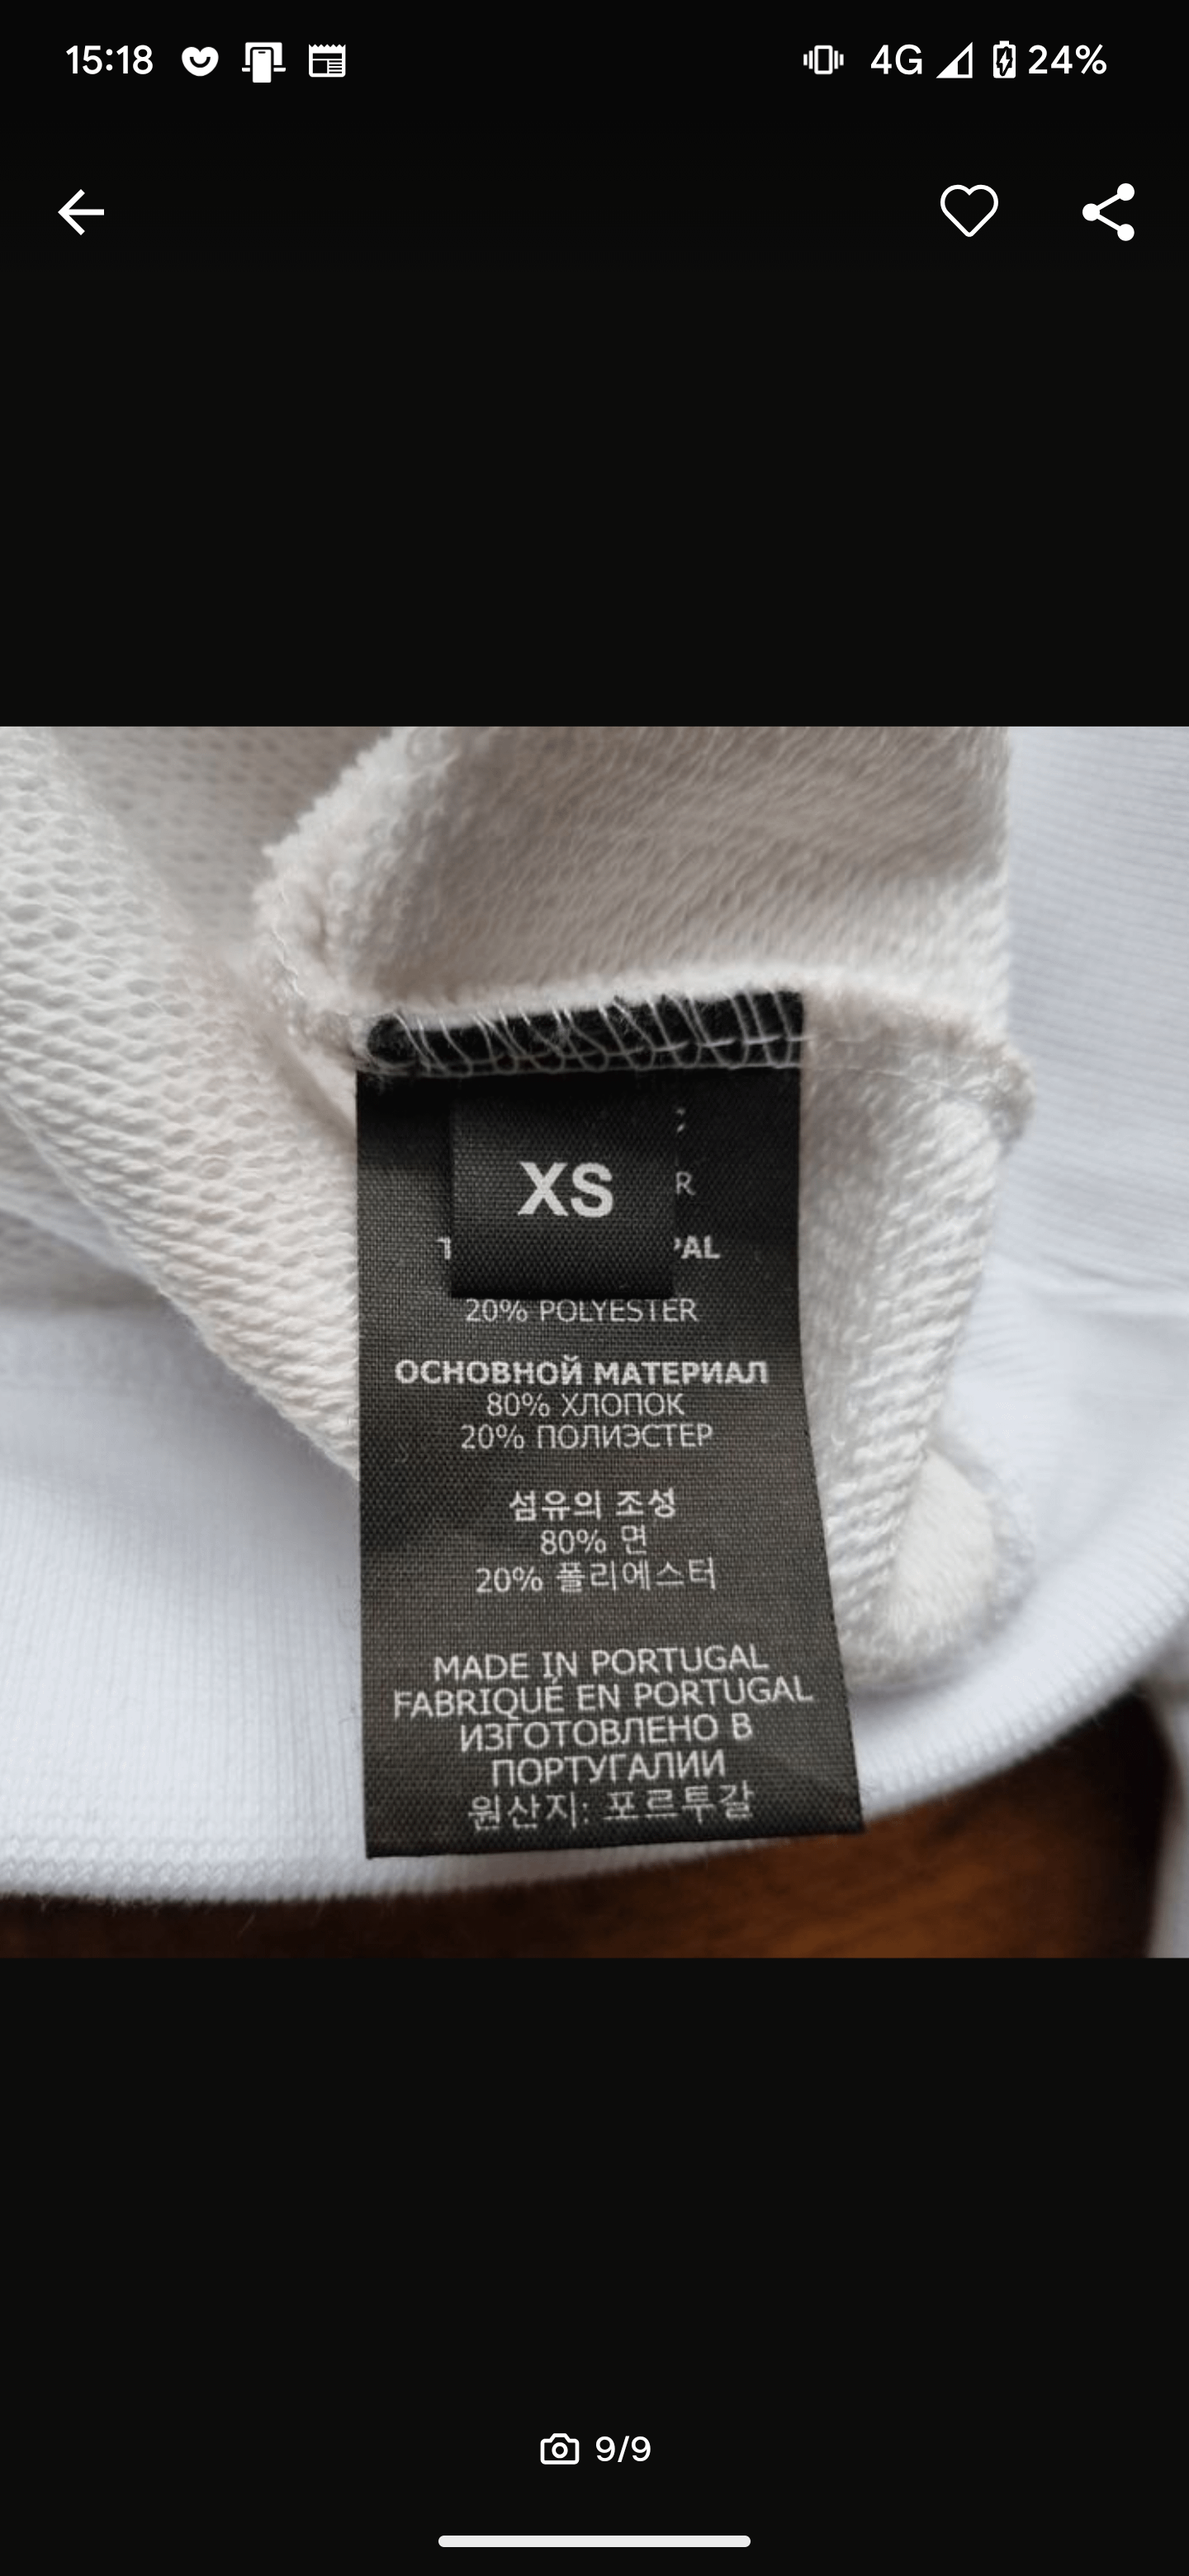 15:18
4G
24%
XS
20% POLYESTER
ОСНОВНОЙ МАТЕРИАЛ
80% ХЛОПОК
20% ПОЛИЭСТЕР
섬유의 조성
80% 면
20% 폴리에스터
MADE IN PORTUGAL
FABRIQUÉ EN PORTUGAL
ИЗГОТОВЛЕНО В
ПОРТУГАЛИИ
원산지: 포르투갈
9/9